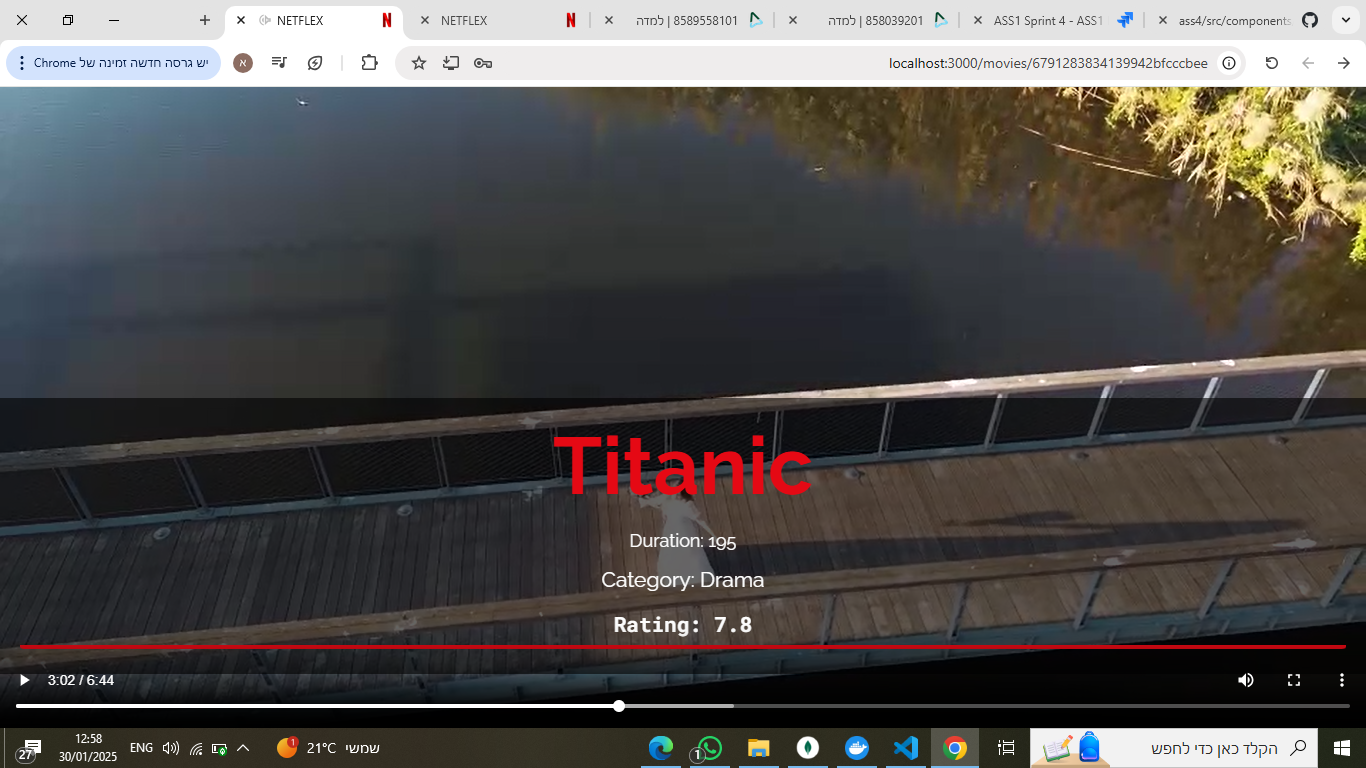 NETFLEX
NETFLEX
8589558101 | למדה
858039201 | למדה
ASS1 Sprint 4 - ASS1
ass4/src/components
יש גרסה חדשה זמינה של Chrome
א
localhost:3000/movies/6791283834139942bfcccbee
Titanic
Duration: 195
Category: Drama
Rating: 7.8
3:02 / 6:44
27
12:58
30/01/2025
ENG
1
21°C שמשי
1
הקלד כאן כדי לחפש